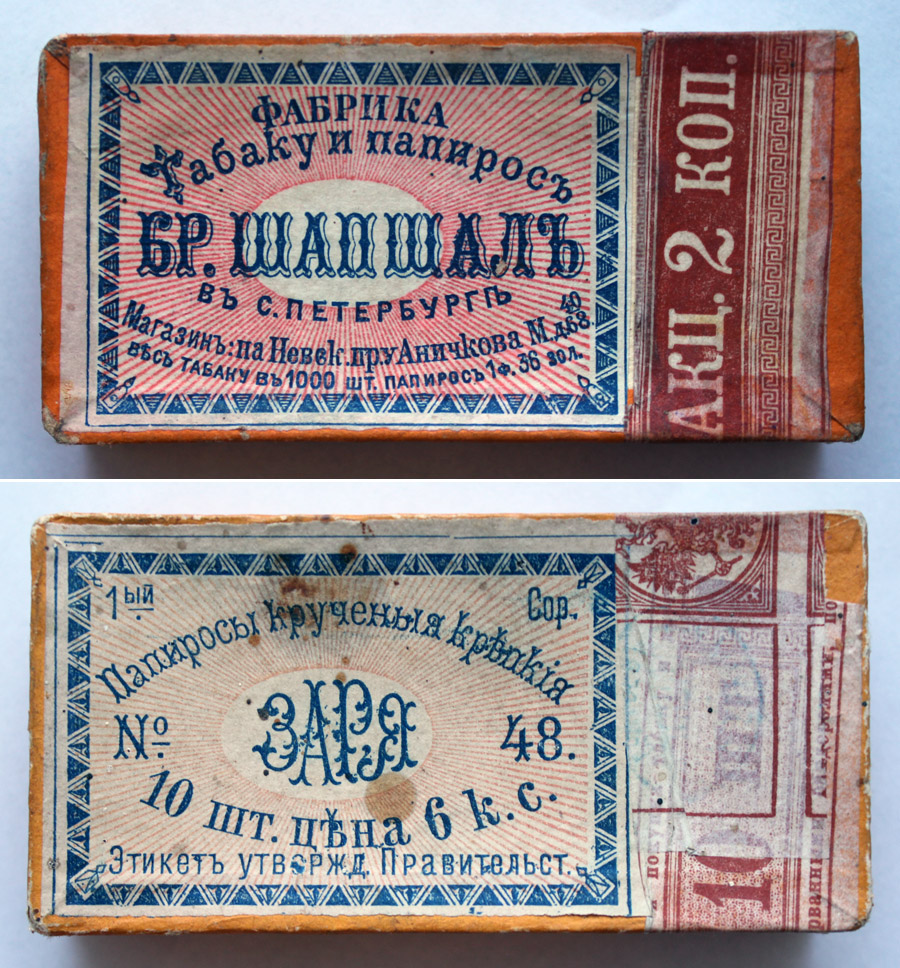 ФАБРИКА
Табаку и папиросъ
БР. ШАПШАЛЪ
ВЪ С. ПЕТЕРБУРГѢ
Магазинъ: на Невск. пр. у Аничкова М. д. 40 68.
ВѢСЪ ТАБАКУ ВЪ 1000 ШТ. ПАПИРОСЪ 1 Ф. 36 ЗОЛ.
АКЦ. 2 КОП.
1ый Сор.
Папиросы крученыя крѣпкія
ЗАРЯ
№ 48.
10 шт. цѣна 6 к. с.
Этикетъ утвержд. Правительст.
10